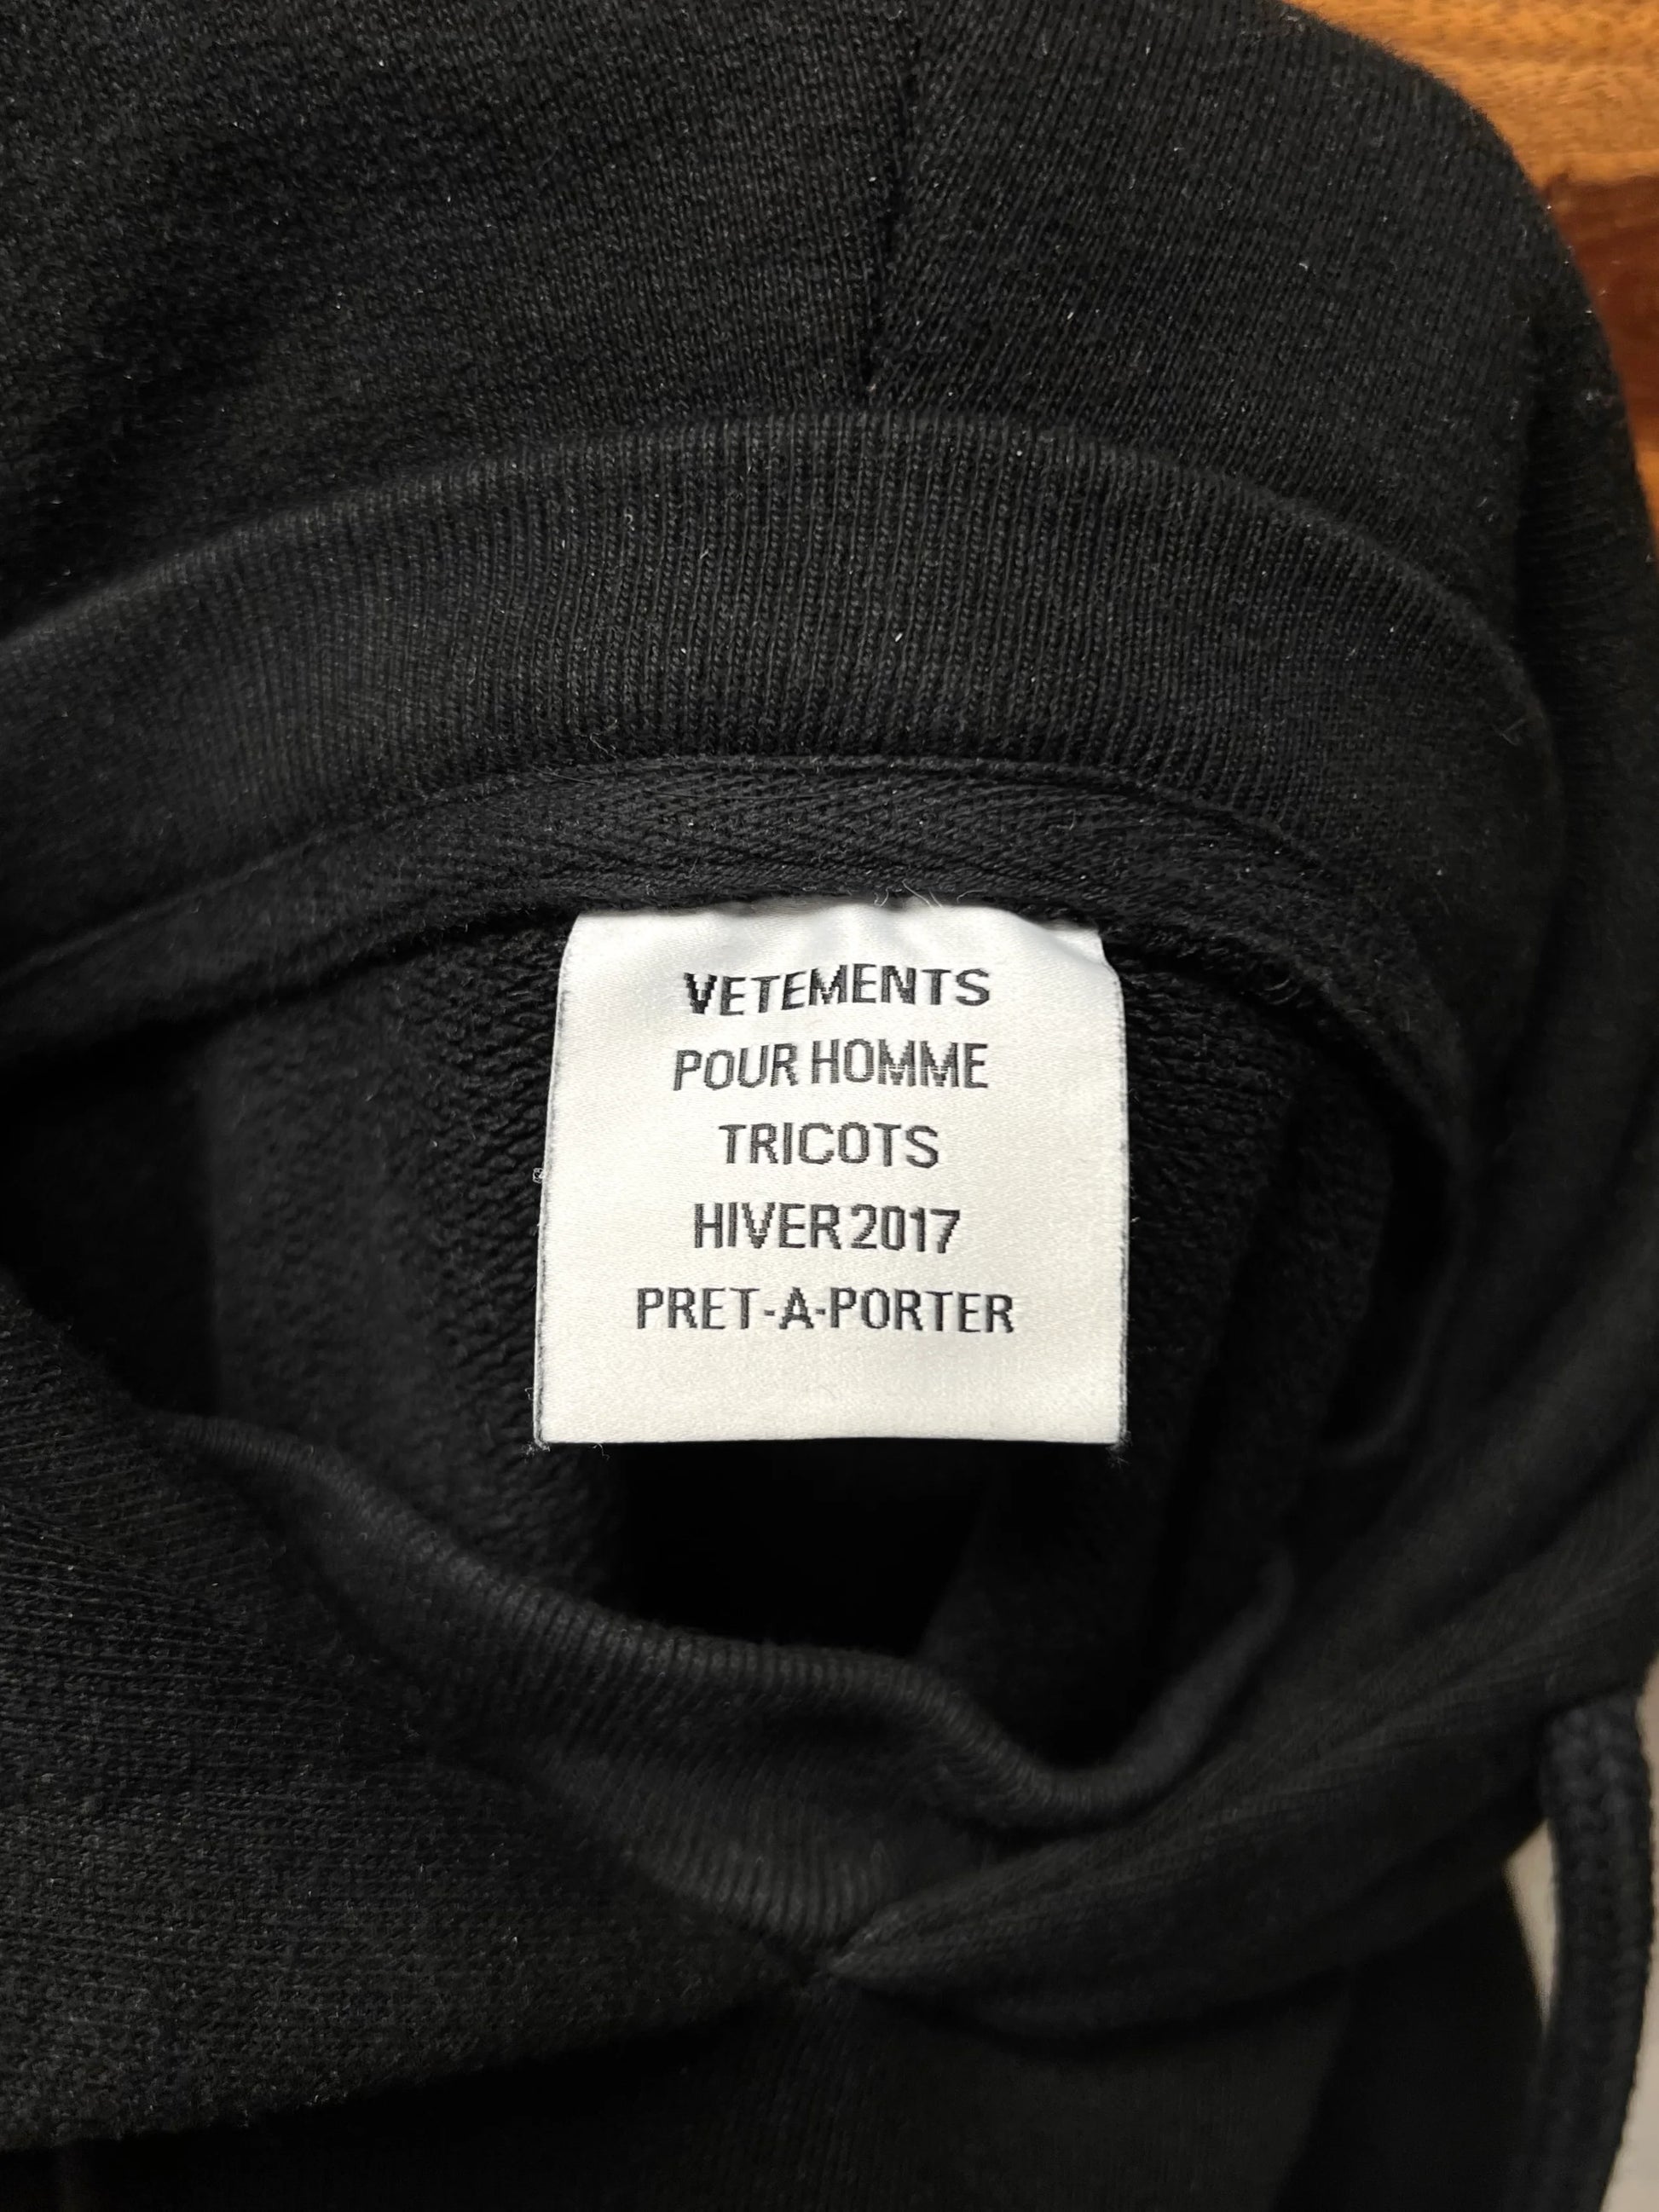 VETEMENTS
POUR HOMME
TRICOTS
HIVER 2017
PRET-A-PORTER